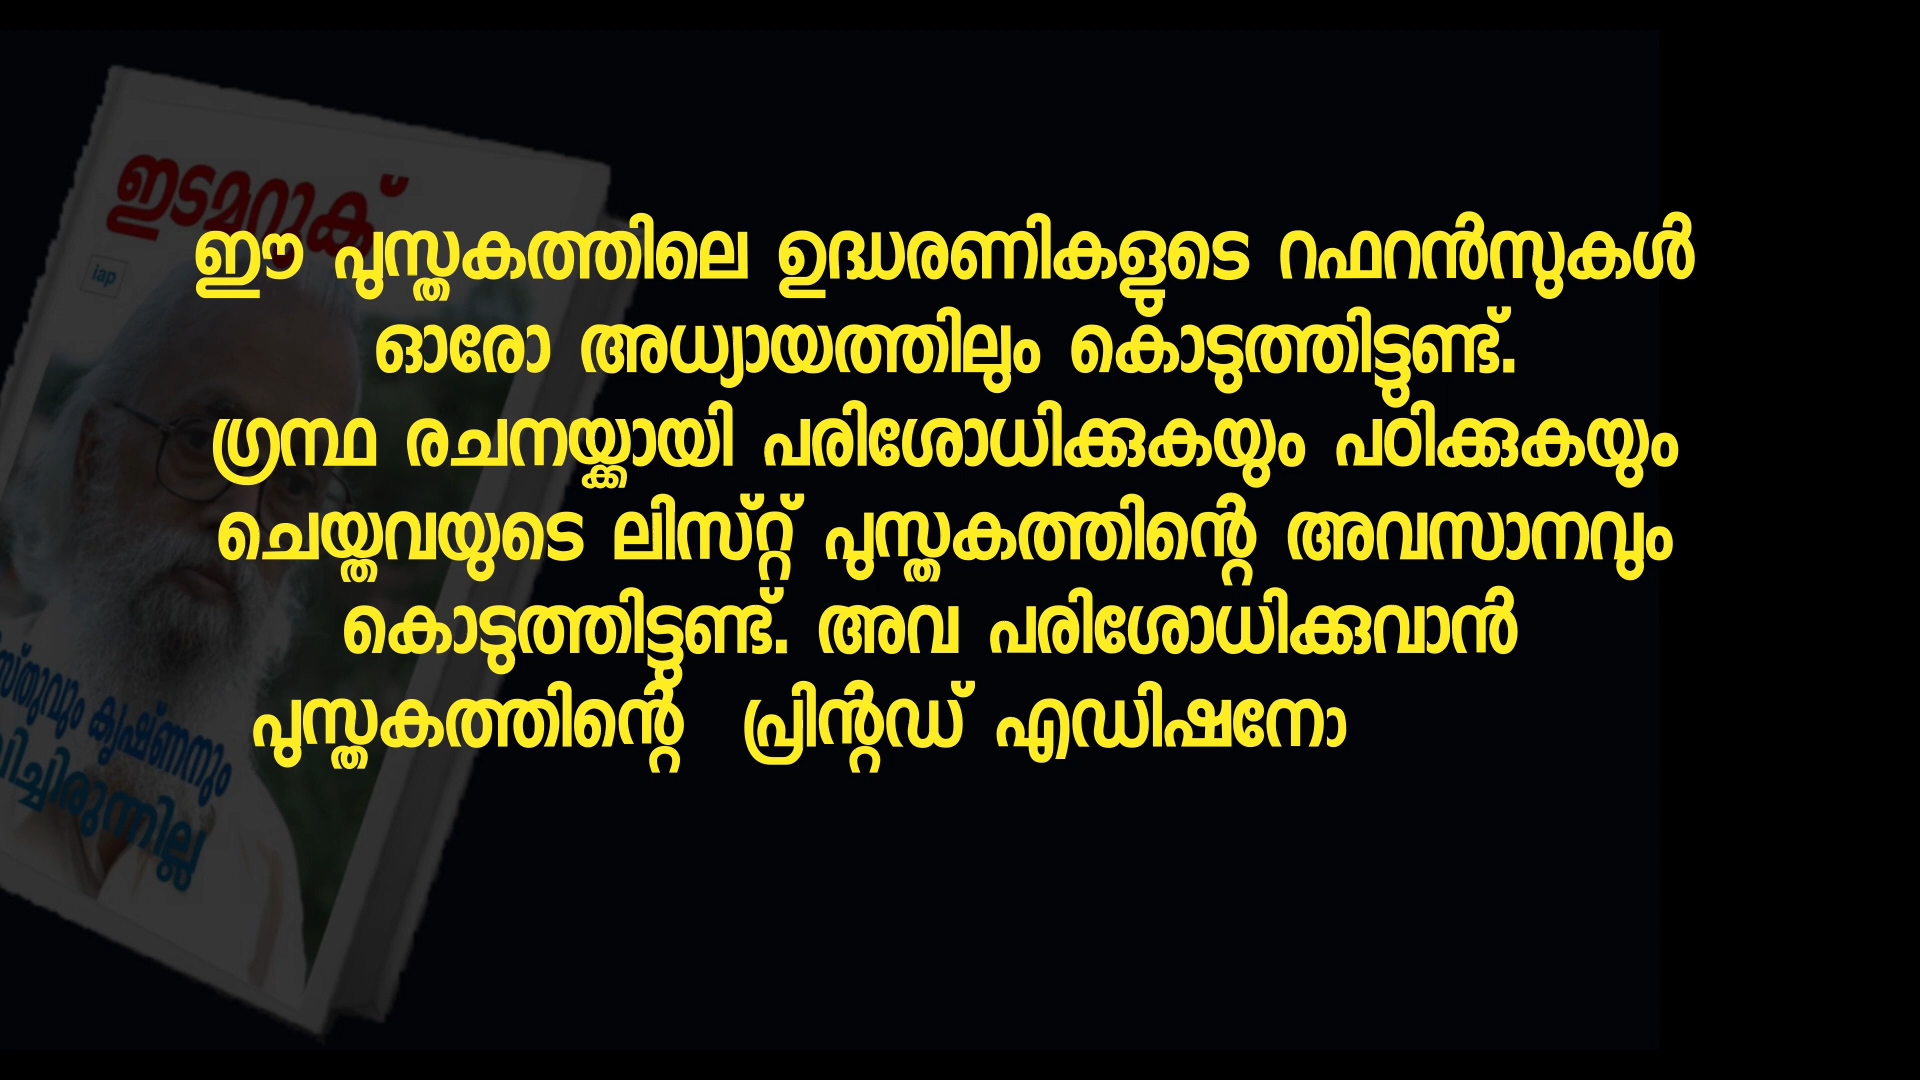 ഇടമറുക്
iap
ഈ പുസ്തകത്തിലെ ഉദ്ധരണികളുടെ റഫറൻസുകൾ
ഓരോ അധ്യായത്തിലും കൊടുത്തിട്ടുണ്ട്.
ഗ്രന്ഥ രചനയ്ക്കായി പരിശോധിക്കുകയും പഠിക്കുകയും
ചെയ്തവയുടെ ലിസ്റ്റ് പുസ്തകത്തിന്റെ അവസാനവും
കൊടുത്തിട്ടുണ്ട്. അവ പരിശോധിക്കുവാൻ
പുസ്തകത്തിന്റെ പ്രിന്റഡ് എഡിഷനോ
കൃഷ്ണനും